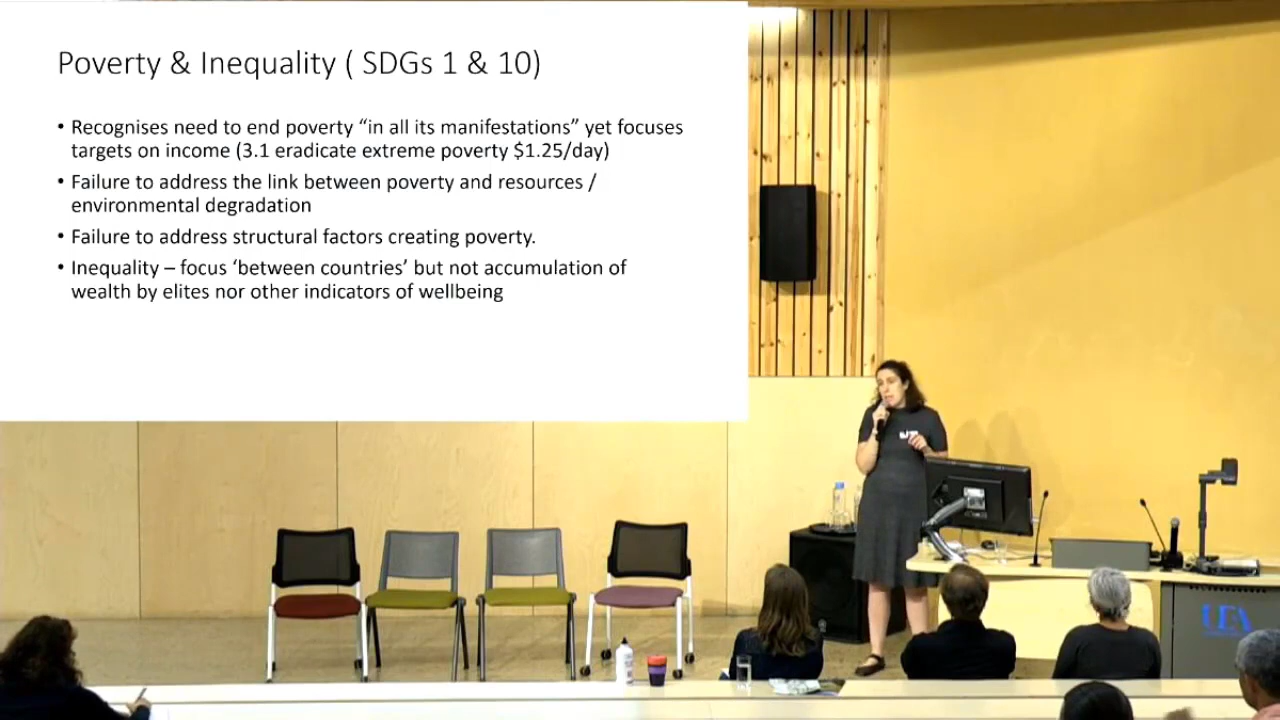 Poverty & Inequality ( SDGs 1 & 10)
• Recognises need to end poverty “in all its manifestations” yet focuses
targets on income (3.1 eradicate extreme poverty $1.25/day)
• Failure to address the link between poverty and resources /
environmental degradation
• Failure to address structural factors creating poverty.
• Inequality – focus ‘between countries’ but not accumulation of
wealth by elites nor other indicators of wellbeing
UEA